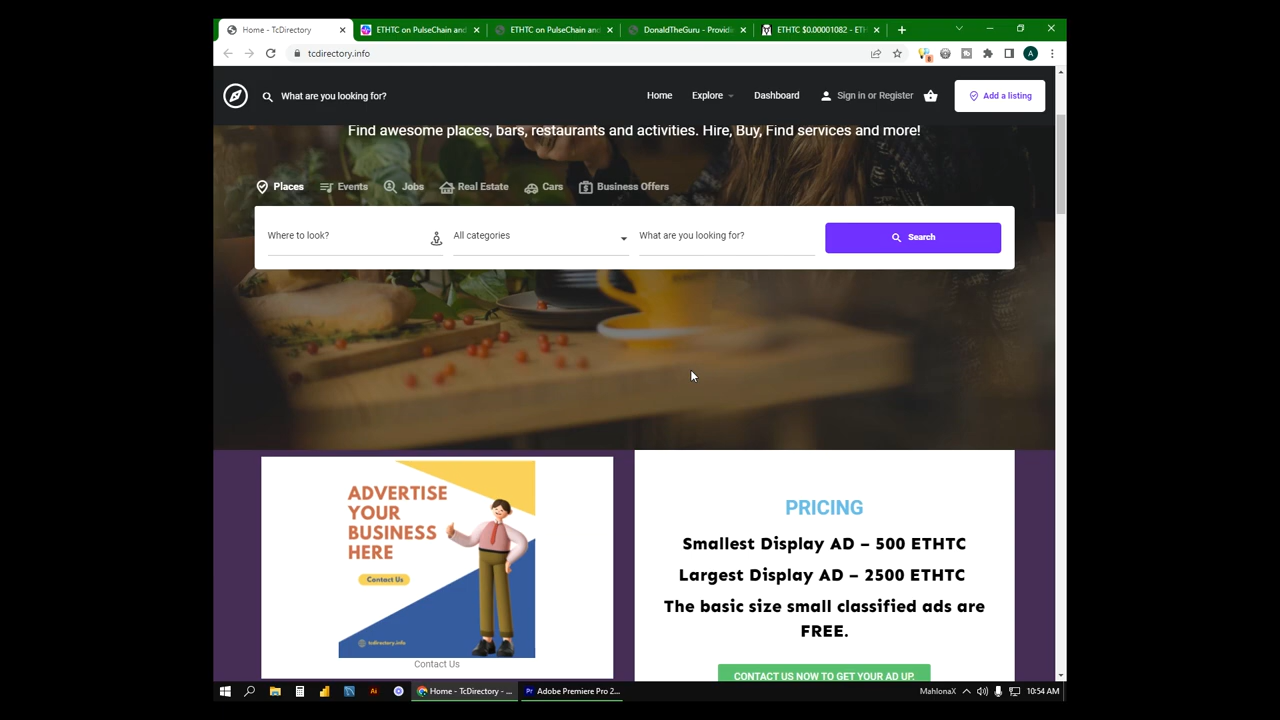 Home - TcDirectory
ETHTC on PulseChain and
ETHTC on PulseChain and
DonaldTheGuru - Providi
ETHTC $0.00001082 - ETH
tcdirectory.info
A
What are you looking for?
Home
Explore
Dashboard
Sign in or Register
Add a listing
Find awesome places, bars, restaurants and activities. Hire, Buy, Find services and more!
Places
Events
Jobs
Real Estate
Cars
Business Offers
Where to look?
All categories
What are you looking for?
Search
ADVERTISE
YOUR
BUSINESS
HERE
Contact Us
tcdirectory.info
Contact Us
PRICING
Smallest Display AD – 500 ETHTC
Largest Display AD – 2500 ETHTC
The basic size small classified ads are
FREE.
CONTACT US NOW TO GET YOUR AD UP.
Ai
Home - TcDirectory - ...
Pr
Adobe Premiere Pro 2...
MahlonaX
10:54 AM